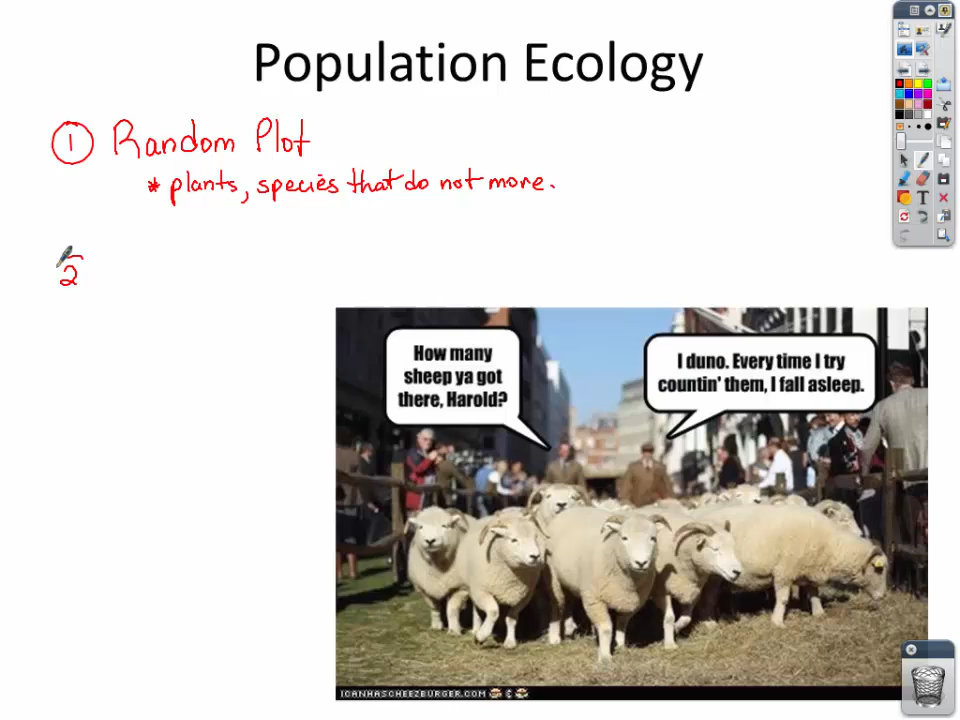 Population Ecology
① Random Plot
* plants, species that do not more.
2
How many
sheep ya got
there, Harold?
I duno. Every time I try
countin' them, I fall asleep.
ICANHASCHEEZBURGER.COM